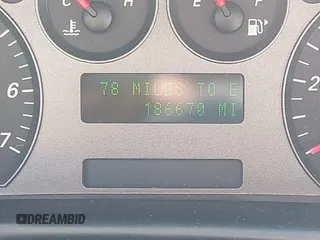 C H F E
78 MILES TO E
186670 MI
6
7
2
DREAMBID